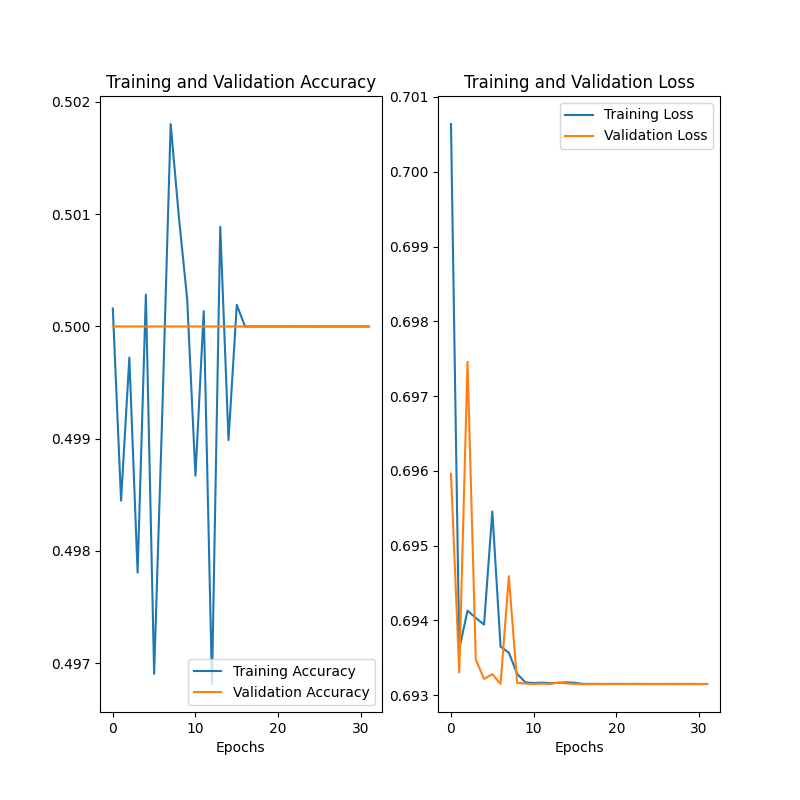 Training and Validation Accuracy
0.502
0.501
0.500
0.499
0.498
0.497
Training Accuracy
Validation Accuracy
0 10 20 30
Epochs
Training and Validation Loss
0.701
0.700
0.699
0.698
0.697
0.696
0.695
0.694
0.693
Training Loss
Validation Loss
0 10 20 30
Epochs